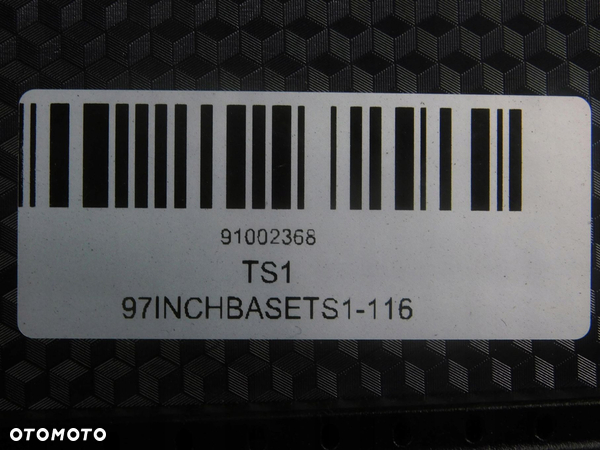 91002368
TS1
97INCHBASETS1-116
OTOMOTO